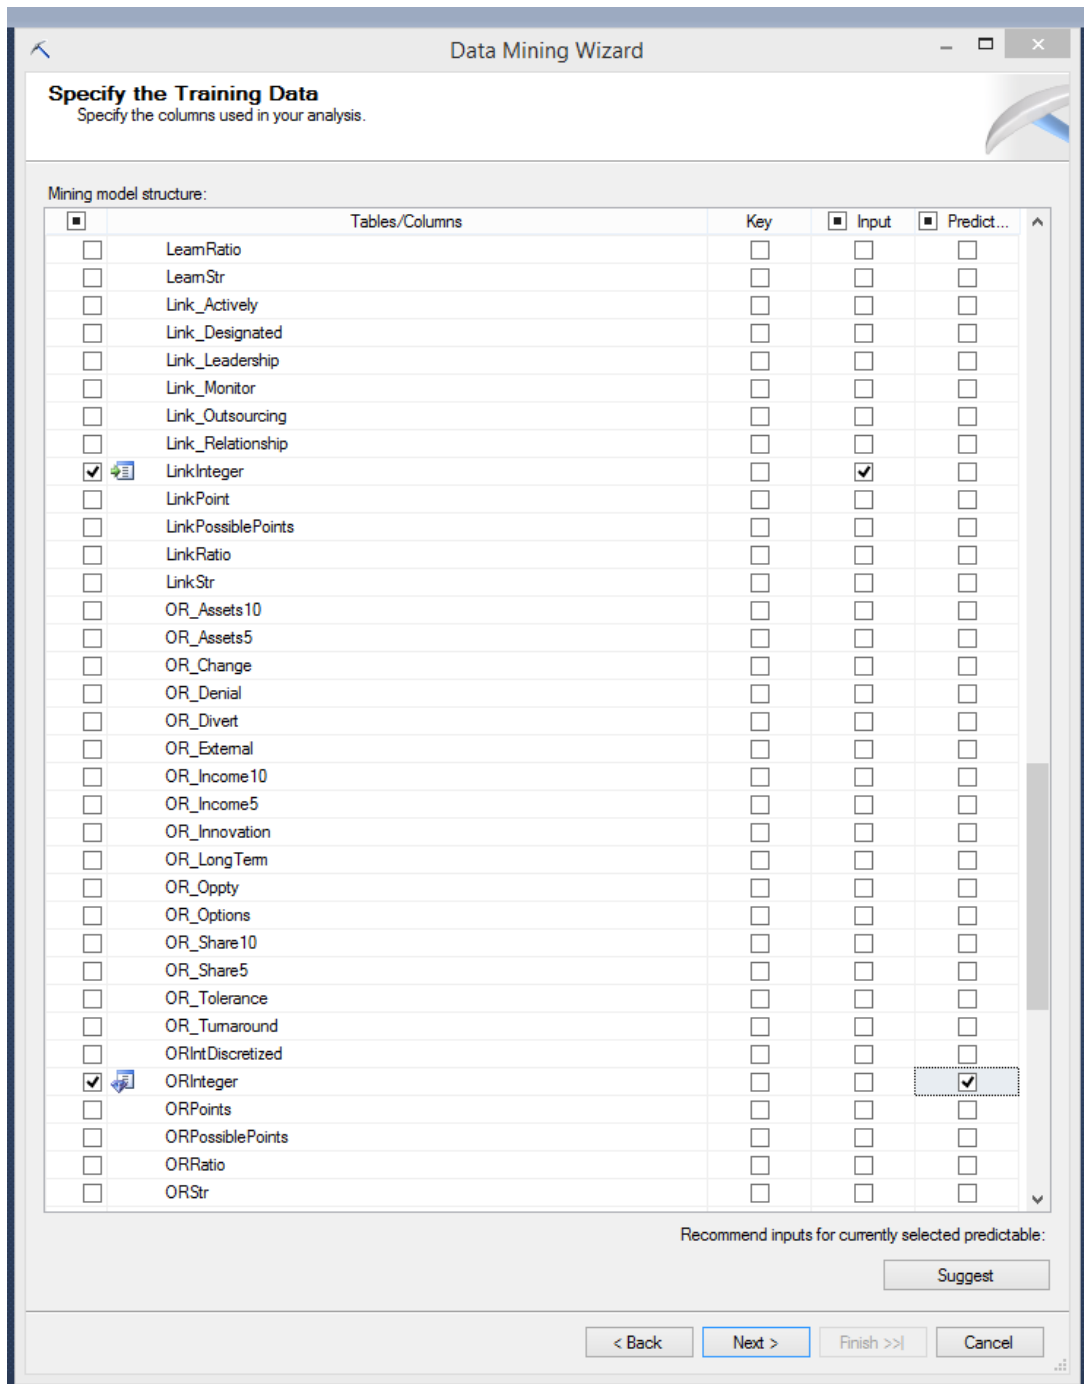 Data Mining Wizard
Specify the Training Data
Specify the columns used in your analysis.
Mining model structure:
Tables/Columns Key Input Predict...
LearnRatio
LearnStr
Link_Actively
Link_Designated
Link_Leadership
Link_Monitor
Link_Outsourcing
Link_Relationship
LinkInteger
LinkPoint
LinkPossiblePoints
LinkRatio
LinkStr
OR_Assets10
OR_Assets5
OR_Change
OR_Denial
OR_Divert
OR_External
OR_Income10
OR_Income5
OR_Innovation
OR_LongTerm
OR_Oppty
OR_Options
OR_Share10
OR_Share5
OR_Tolerance
OR_Turnaround
ORIntDiscretized
ORInteger
ORPoints
ORPossiblePoints
ORRatio
ORStr
Recommend inputs for currently selected predictable:
Suggest
< Back Next > Finish >>| Cancel